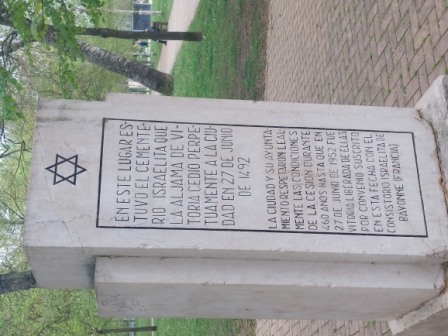 EN ESTE LUGAR ES-
TUVO EL CEMENTE-
RIO ISRAELITA QUE
LA ALJAMA DE VI-
TORIA CEDIO PERPE-
TUAMENTE A LA CIU-
DAD EN 27 DE JUNIO
DE 1492
LA CIUDAD Y SU AYUNTA-
MIENTO RESPETARON LEAL-
MENTE LAS CONDICIONES
DE LA CESION DURANTE
460 AÑOS HASTA QUE EN
27 DE JUNIO DE 1952 FUE
VITORIA LIBERADA DE ELLAS
POR CONVENIO SUSCRITO
EN ESTA FECHA CON EL
CONSISTORIO ISRAELITA DE
BAYONNE (FRANCIA)